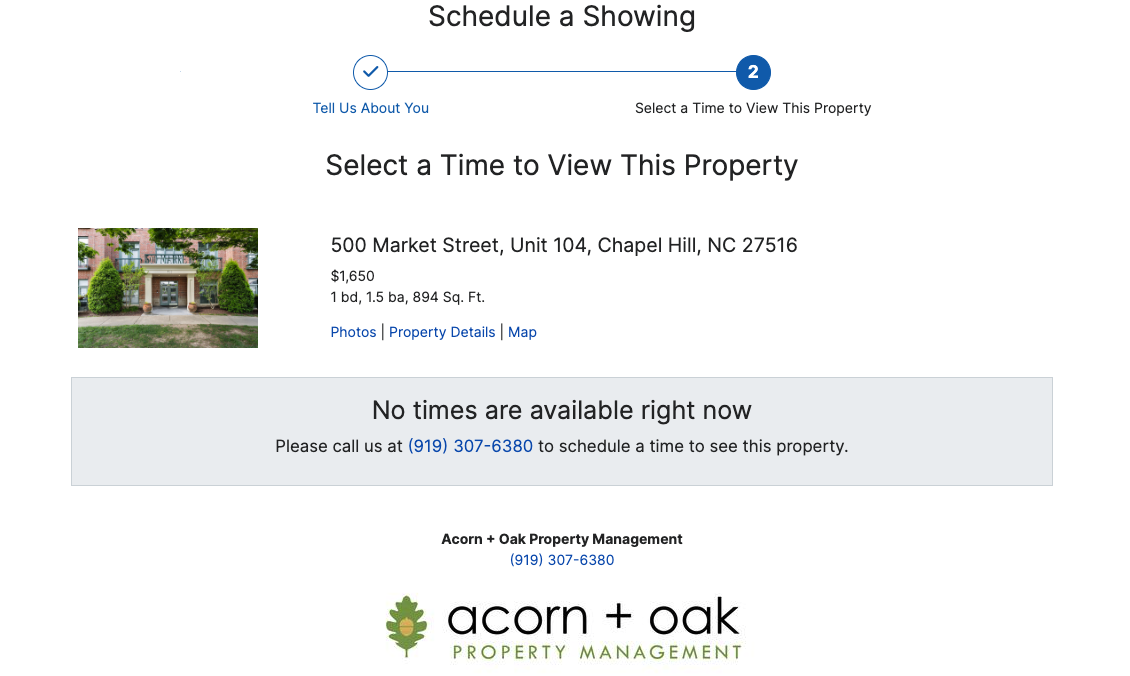 Schedule a Showing
2
Tell Us About You
Select a Time to View This Property
Select a Time to View This Property
500 Market Street, Unit 104, Chapel Hill, NC 27516
$1,650
1 bd, 1.5 ba, 894 Sq. Ft.
Photos | Property Details | Map
No times are available right now
Please call us at (919) 307-6380 to schedule a time to see this property.
Acorn + Oak Property Management
(919) 307-6380
acorn + oak
PROPERTY MANAGEMENT